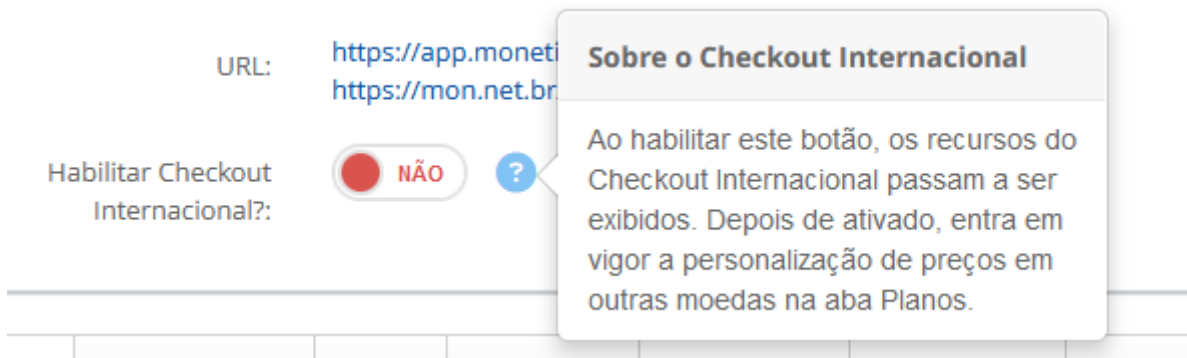 URL:
https://app.moneti
https://mon.net.br
Habilitar Checkout
Internacional?:
NÃO
?
Sobre o Checkout Internacional
Ao habilitar este botão, os recursos do
Checkout Internacional passam a ser
exibidos. Depois de ativado, entra em
vigor a personalização de preços em
outras moedas na aba Planos.